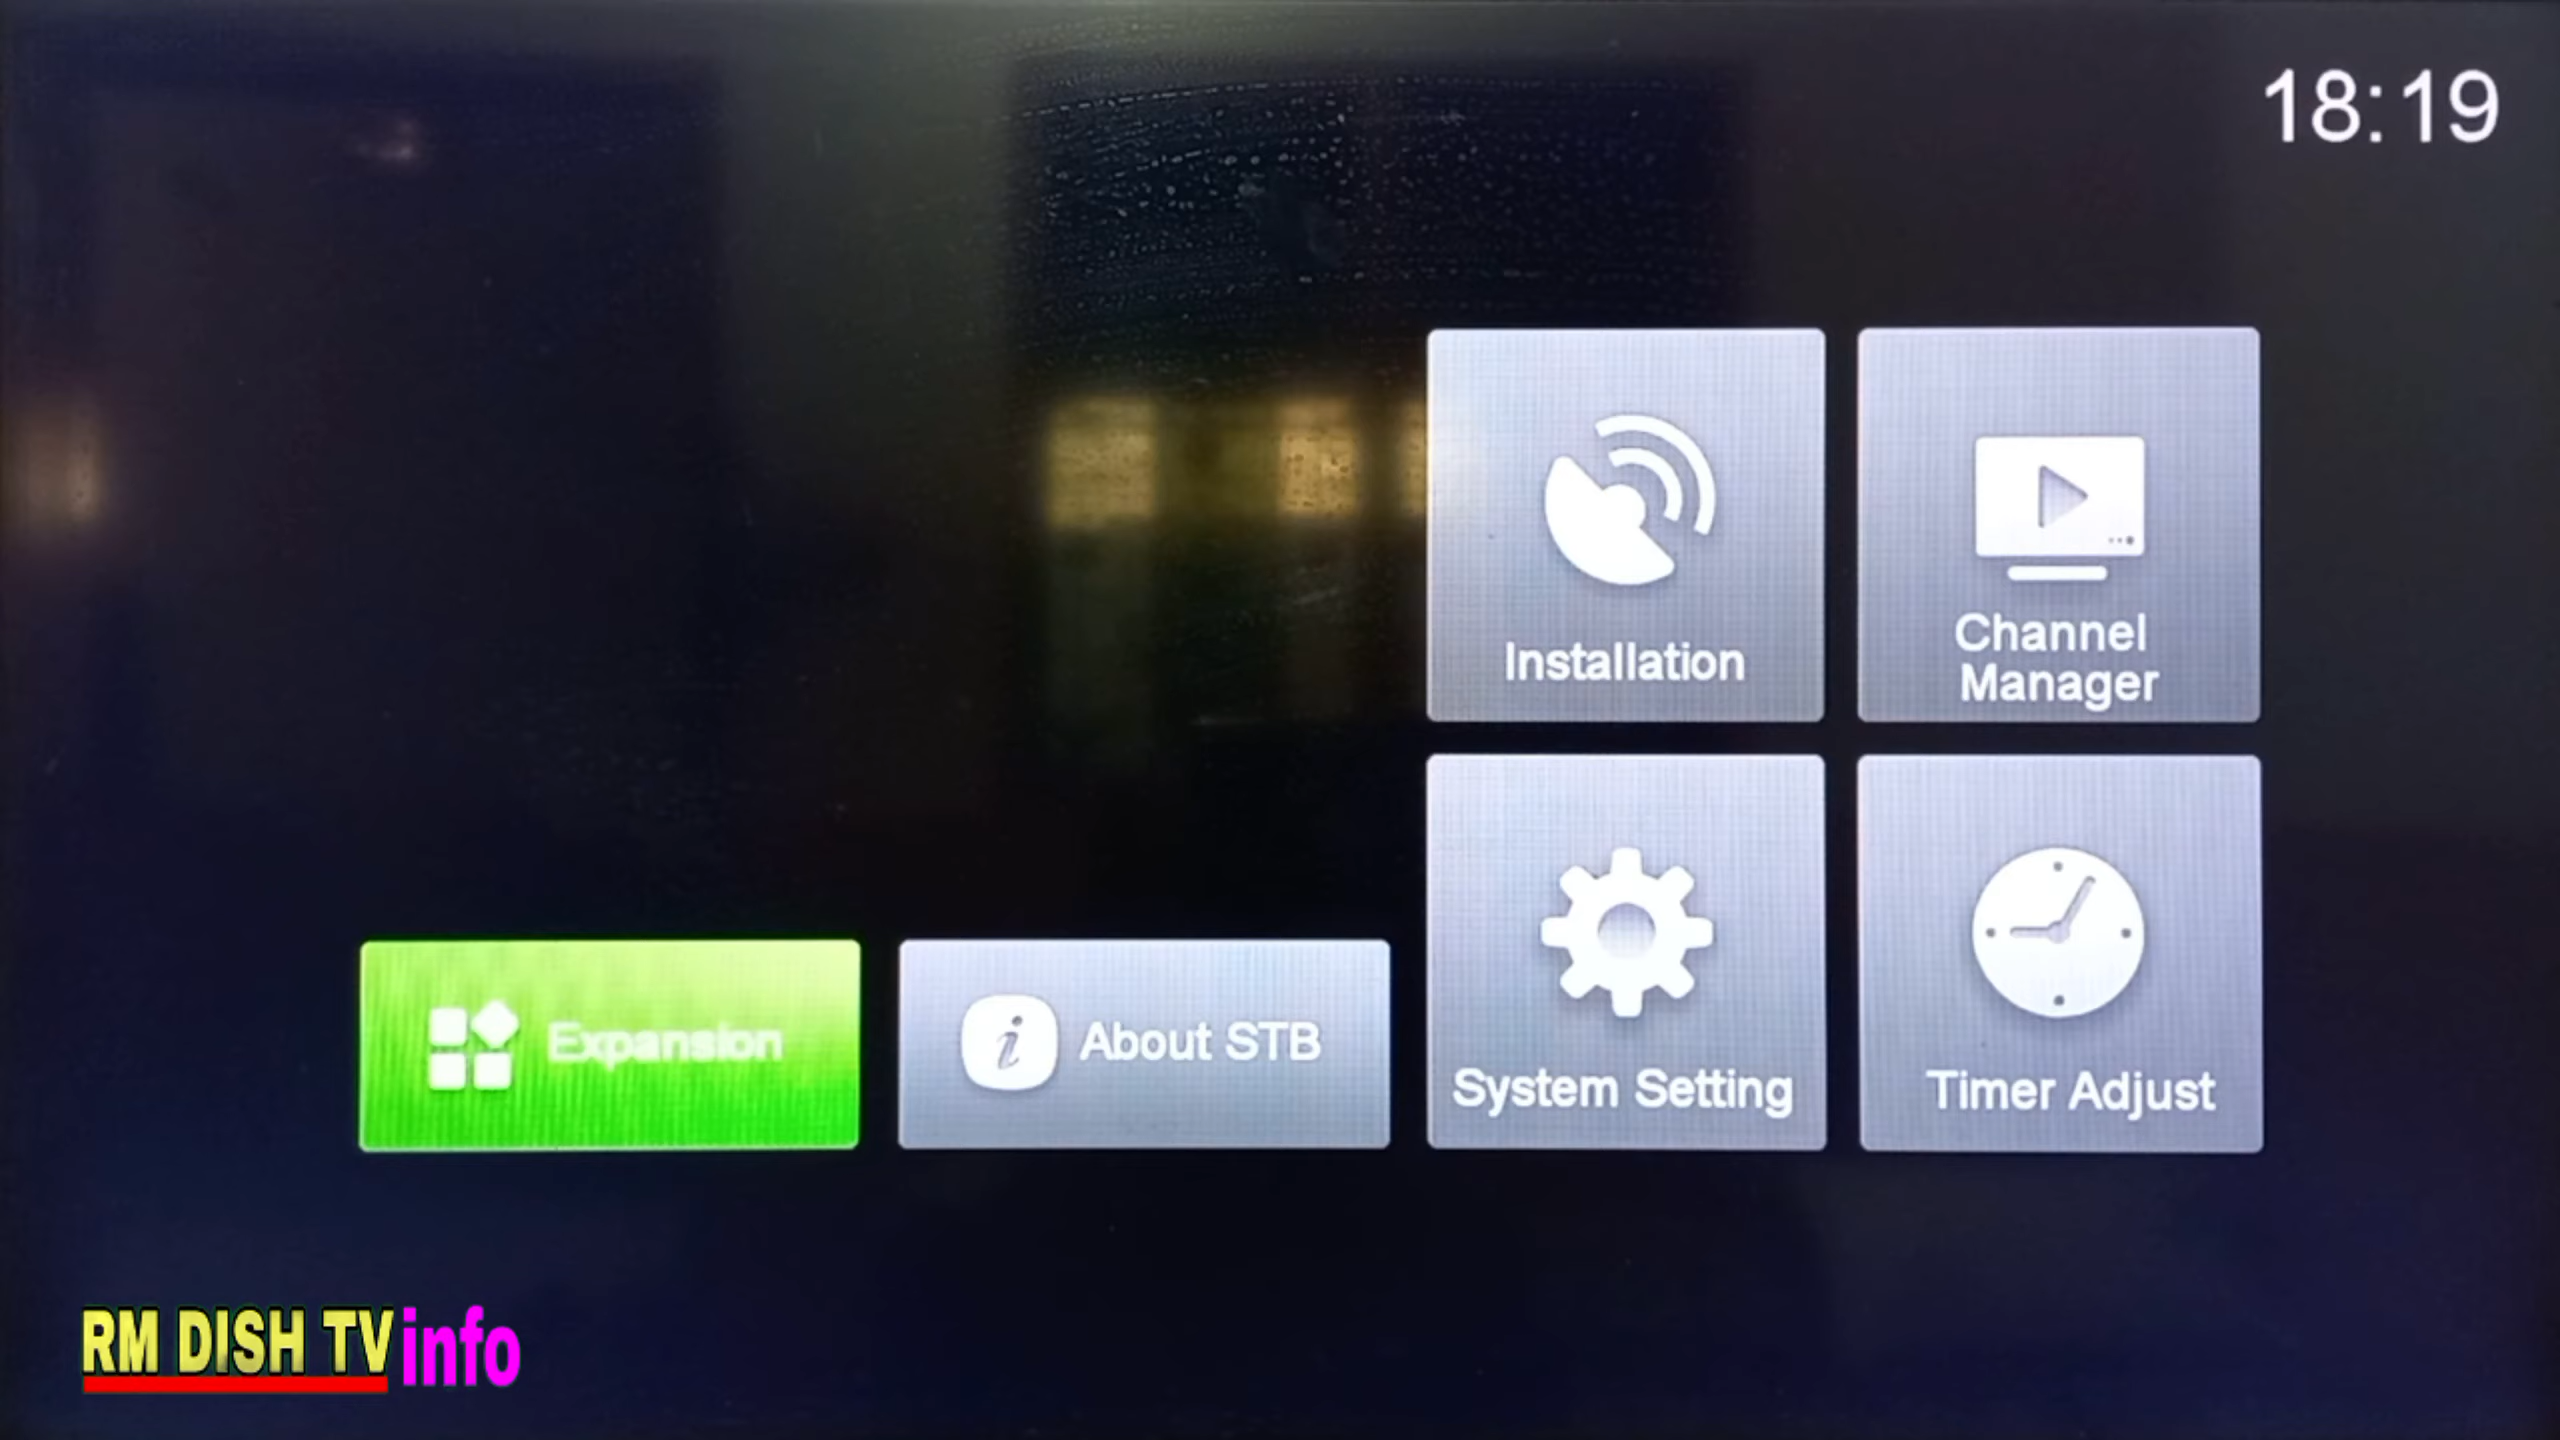 18:19
Installation
Channel
Manager
Expansion
About STB
System Setting
Timer Adjust
RM DISH TV info